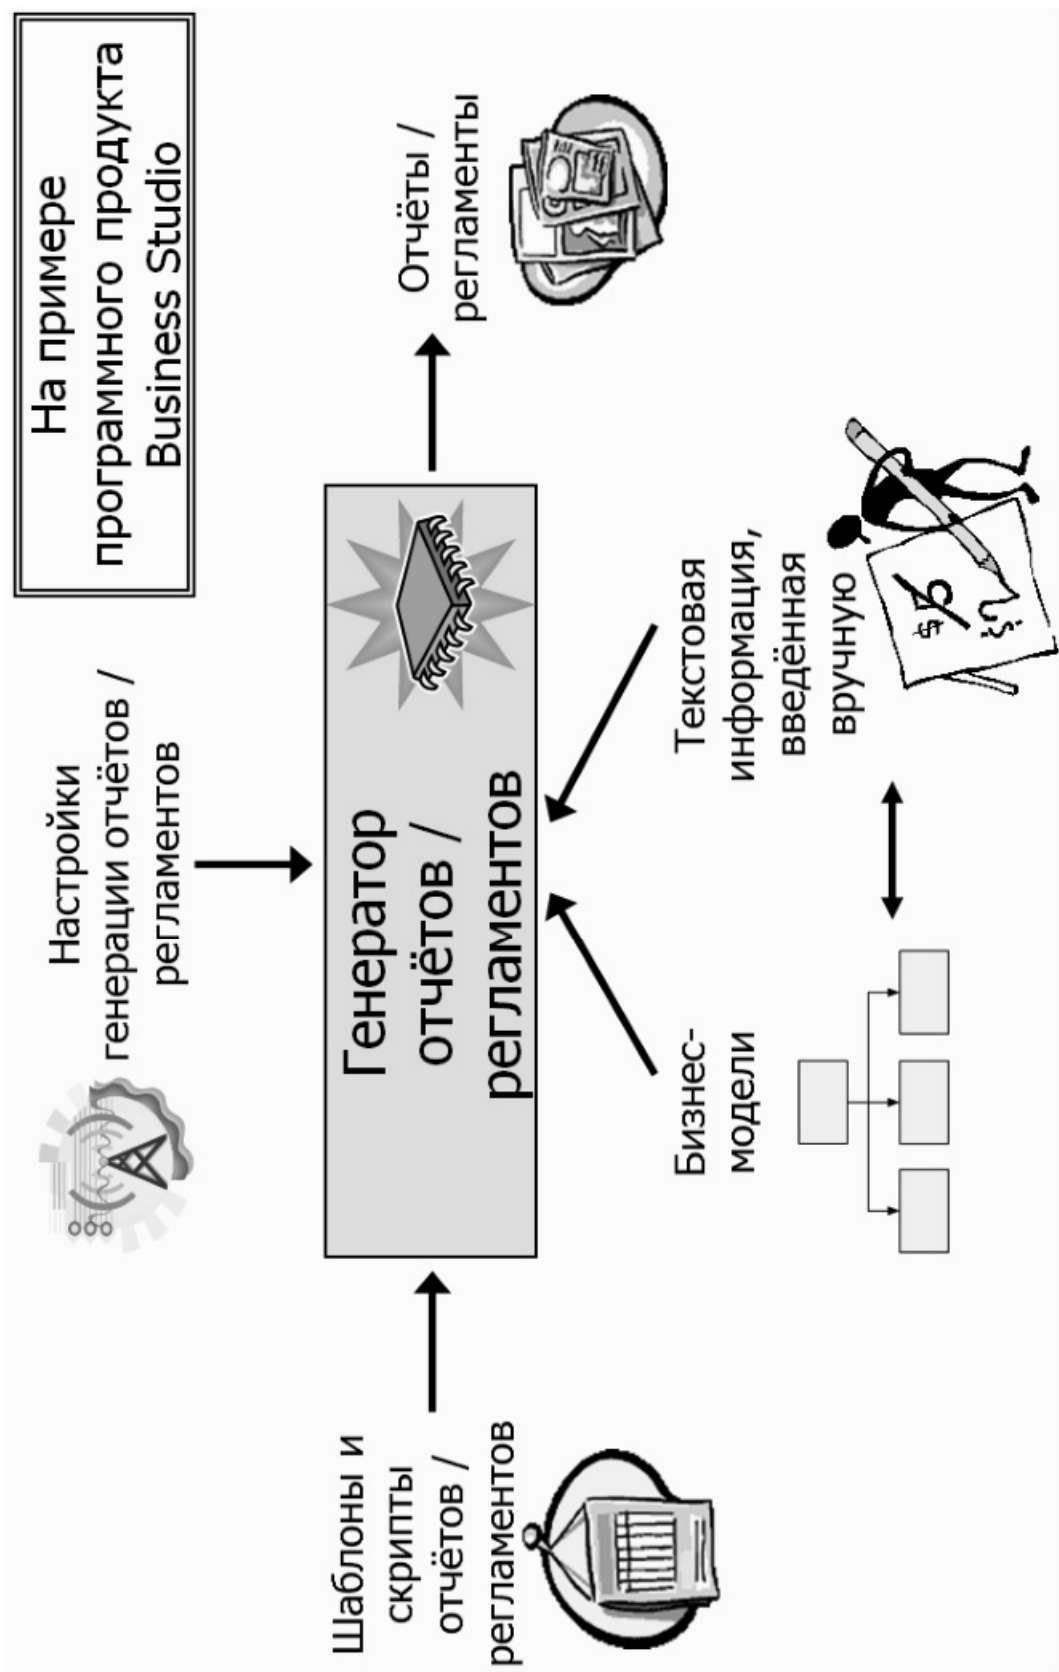 На примере
программного продукта
Business Studio
Настройки
генерации отчётов /
регламентов
Шаблоны и
скрипты
отчётов /
регламентов
Генератор
отчётов /
регламентов
Отчёты /
регламенты
Бизнес-
модели
Текстовая
информация,
введённая
вручную